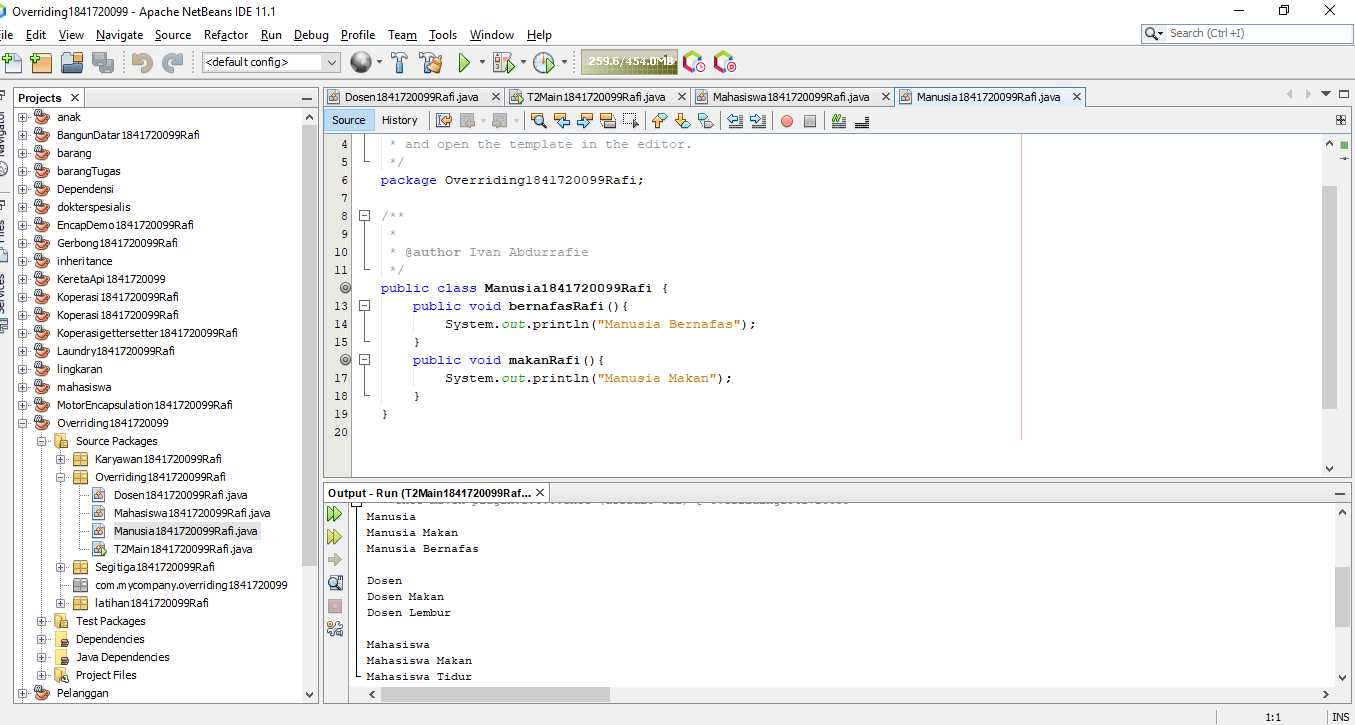 Overriding1841720099 - Apache NetBeans IDE 11.1
ile Edit View Navigate Source Refactor Run Debug Profile Team Tools Window Help
Search (Ctrl+I)
<default config>
259.6/454.0MB
Projects
Navigator
Files
Services
anak
BangunDatar1841720099Rafi
barang
barangTugas
Dependensi
dokterspesialis
EncapDemo1841720099Rafi
Gerbong1841720099Rafi
inheritance
KeretaApi1841720099
Koperasi1841720099Rafi
Koperasi1841720099Rafi
Koperasigettersetter1841720099Rafi
Laundry1841720099Rafi
lingkaran
mahasiswa
MotorEncapsulation1841720099Rafi
Overriding1841720099
Source Packages
Karyawan1841720099Rafi
Overriding1841720099Rafi
Dosen1841720099Rafi.java
Mahasiswa1841720099Rafi.java
Manusia1841720099Rafi.java
T2Main1841720099Rafi.java
Segitiga1841720099Rafi
com.mycompany.overriding1841720099
latihan1841720099Rafi
Test Packages
Dependencies
Java Dependencies
Project Files
Pelanggan
Dosen1841720099Rafi.java T2Main1841720099Rafi.java Mahasiswa1841720099Rafi.java Manusia1841720099Rafi.java
Source History
4 * and open the template in the editor.
5 */
6 package Overriding1841720099Rafi;
7
8 /**
9 *
10 * @author Ivan Abdurrafie
11 */
public class Manusia1841720099Rafi {
13 public void bernafasRafi(){
14 System.out.println("Manusia Bernafas");
15 }
public void makanRafi(){
17 System.out.println("Manusia Makan");
18 }
19 }
20
Output - Run (T2Main1841720099Raf...
Manusia
Manusia Makan
Manusia Bernafas
Dosen
Dosen Makan
Dosen Lembur
Mahasiswa
Mahasiswa Makan
Mahasiswa Tidur
1:1 INS